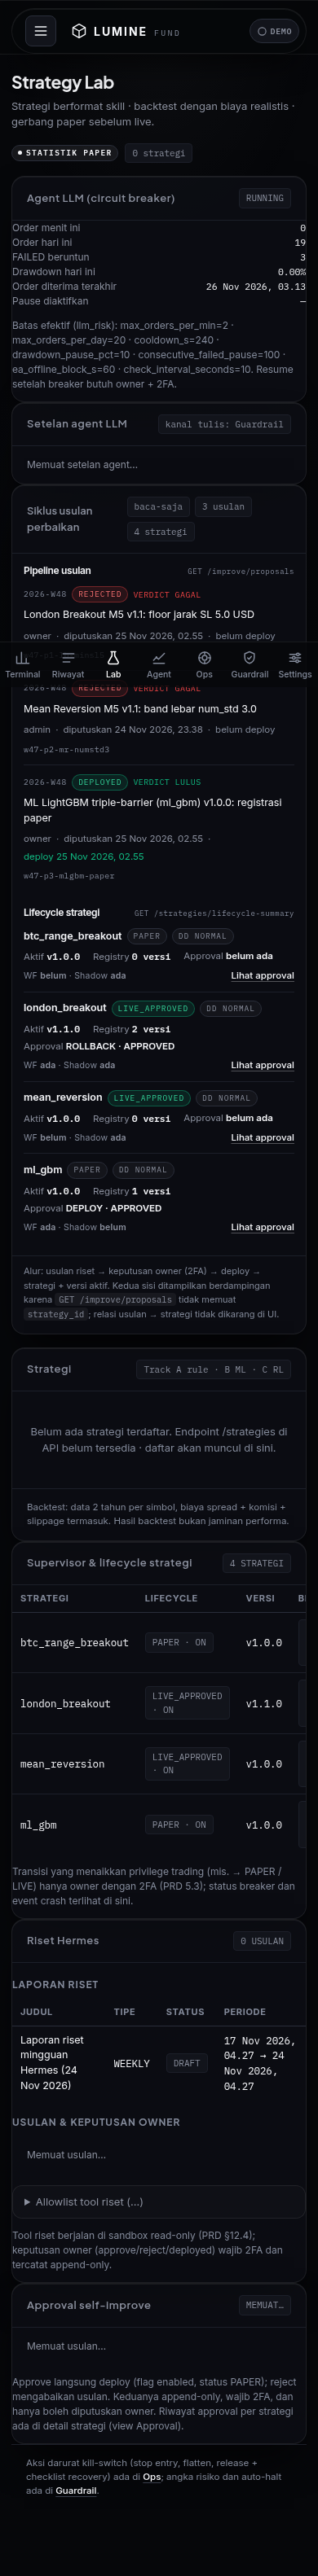 LUMINE FUND
DEMO
Strategy Lab
Strategi berformat skill · backtest dengan biaya realistis ·
gerbang paper sebelum live.
STATISTIK PAPER
0 strategi
Agent LLM (circuit breaker)
RUNNING
Order menit ini 0
Order hari ini 19
FAILED beruntun 3
Drawdown hari ini 0.00%
Order diterima terakhir 26 Nov 2026, 03.13
Pause diaktifkan —
Batas efektif (llm_risk): max_orders_per_min=2 ·
max_orders_per_day=20 · cooldown_s=240 ·
drawdown_pause_pct=10 · consecutive_failed_pause=100 ·
ea_offline_block_s=60 · check_interval_seconds=10. Resume
setelah breaker butuh owner + 2FA.
Setelan agent LLM
kanal tulis: Guardrail
Memuat setelan agent…
Siklus usulan
perbaikan
baca-saja
3 usulan
4 strategi
Pipeline usulan
GET /improve/proposals
2026-W48 REJECTED VERDICT GAGAL
London Breakout M5 v1.1: floor jarak SL 5.0 USD
owner · diputuskan 25 Nov 2026, 02.55 · belum deploy
Terminal
Riwayat
Lab
Agent
Ops
Guardrail
Settings
2026-W48 REJECTED VERDICT GAGAL
Mean Reversion M5 v1.1: band lebar num_std 3.0
admin · diputuskan 24 Nov 2026, 23.38 · belum deploy
w47-p2-mr-numstd3
2026-W48 DEPLOYED VERDICT LULUS
ML LightGBM triple-barrier (ml_gbm) v1.0.0: registrasi
paper
owner · diputuskan 25 Nov 2026, 02.55 ·
deploy 25 Nov 2026, 02.55
w47-p3-mlgbm-paper
Lifecycle strategi
GET /strategies/lifecycle-summary
btc_range_breakout PAPER DD NORMAL
Aktif v1.0.0 Registry 0 versi Approval belum ada
WF belum · Shadow ada Lihat approval
london_breakout LIVE_APPROVED DD NORMAL
Aktif v1.1.0 Registry 2 versi
Approval ROLLBACK · APPROVED
WF belum · Shadow ada Lihat approval
mean_reversion LIVE_APPROVED DD NORMAL
Aktif v1.0.0 Registry 0 versi Approval belum ada
WF belum · Shadow ada Lihat approval
ml_gbm PAPER DD NORMAL
Aktif v1.0.0 Registry 1 versi
Approval DEPLOY · APPROVED
WF ada · Shadow belum Lihat approval
Alur: usulan riset → keputusan owner (2FA) → deploy →
strategi + versi aktif. Kedua sisi ditampilkan berdampingan
karena GET /improve/proposals tidak memuat
strategy_id; relasi usulan → strategi tidak dikarang di UI.
Strategi
Track A rule · B ML · C RL
Belum ada strategi terdaftar. Endpoint /strategies di
API belum tersedia · daftar akan muncul di sini.
Backtest: data 2 tahun per simbol, biaya spread + komisi +
slippage termasuk. Hasil backtest bukan jaminan performa.
Supervisor & lifecycle strategi
4 STRATEGI
STRATEGI LIFECYCLE VERSI
btc_range_breakout PAPER · ON v1.0.0
london_breakout LIVE_APPROVED · ON v1.1.0
mean_reversion LIVE_APPROVED · ON v1.0.0
ml_gbm PAPER · ON v1.0.0
Transisi yang menaikkan privilege trading (mis. → PAPER /
LIVE) hanya owner dengan 2FA (PRD 5.3); status breaker dan
event crash terlihat di sini.
Riset Hermes
0 USULAN
LAPORAN RISET
JUDUL TIPE STATUS PERIODE
Laporan riset
mingguan
Hermes (24
Nov 2026)
WEEKLY
DRAFT
17 Nov 2026,
04.27 → 24
Nov 2026,
04.27
USULAN & KEPUTUSAN OWNER
Memuat usulan…
▶ Allowlist tool riset (…)
Tool riset berjalan di sandbox read-only (PRD §12.4);
keputusan owner (approve/reject/deployed) wajib 2FA dan
tercatat append-only.
Approval self-improve
MEMUAT…
Memuat usulan…
Approve langsung deploy (flag enabled, status PAPER); reject
mengabaikan usulan. Keduanya append-only, wajib 2FA, dan
hanya boleh diputuskan owner. Riwayat approval per strategi
ada di detail strategi (view Approval).
Aksi darurat kill-switch (stop entry, flatten, release +
checklist recovery) ada di Ops; angka risiko dan auto-halt
ada di Guardrail.